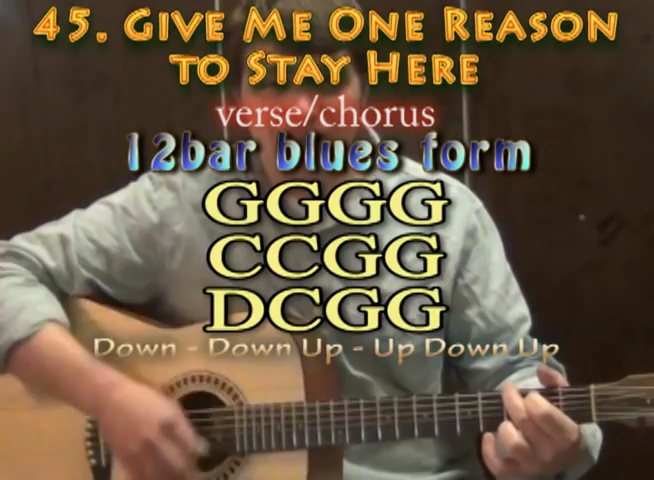 45. Give Me One Reason
to Stay Here
verse/chorus
12bar blues form
GGGG
CCGG
DCGG
Down - Down Up - Up Down Up